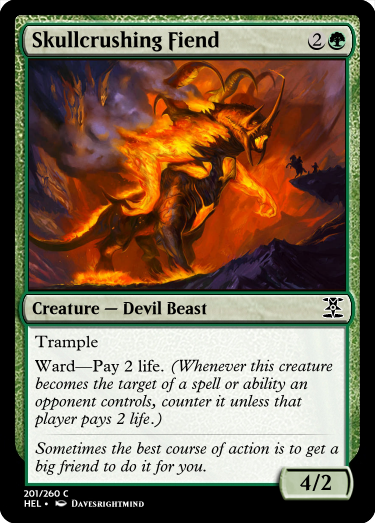 Skullcrushing Fiend 2
Creature — Devil Beast
Trample
Ward—Pay 2 life. (Whenever this creature
becomes the target of a spell or ability an
opponent controls, counter it unless that
player pays 2 life.)
Sometimes the best course of action is to get a
big friend to do it for you.
4/2
201/260 C
HEL • Davesrightmind